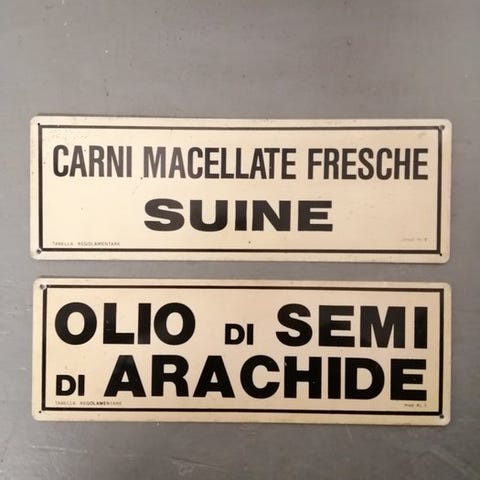 CARNI MACELLATE FRESCHE
SUINE
TABELLA REGOLAMENTARE
OLIO DI SEMI
DI ARACHIDE
TABELLA REGOLAMENTARE